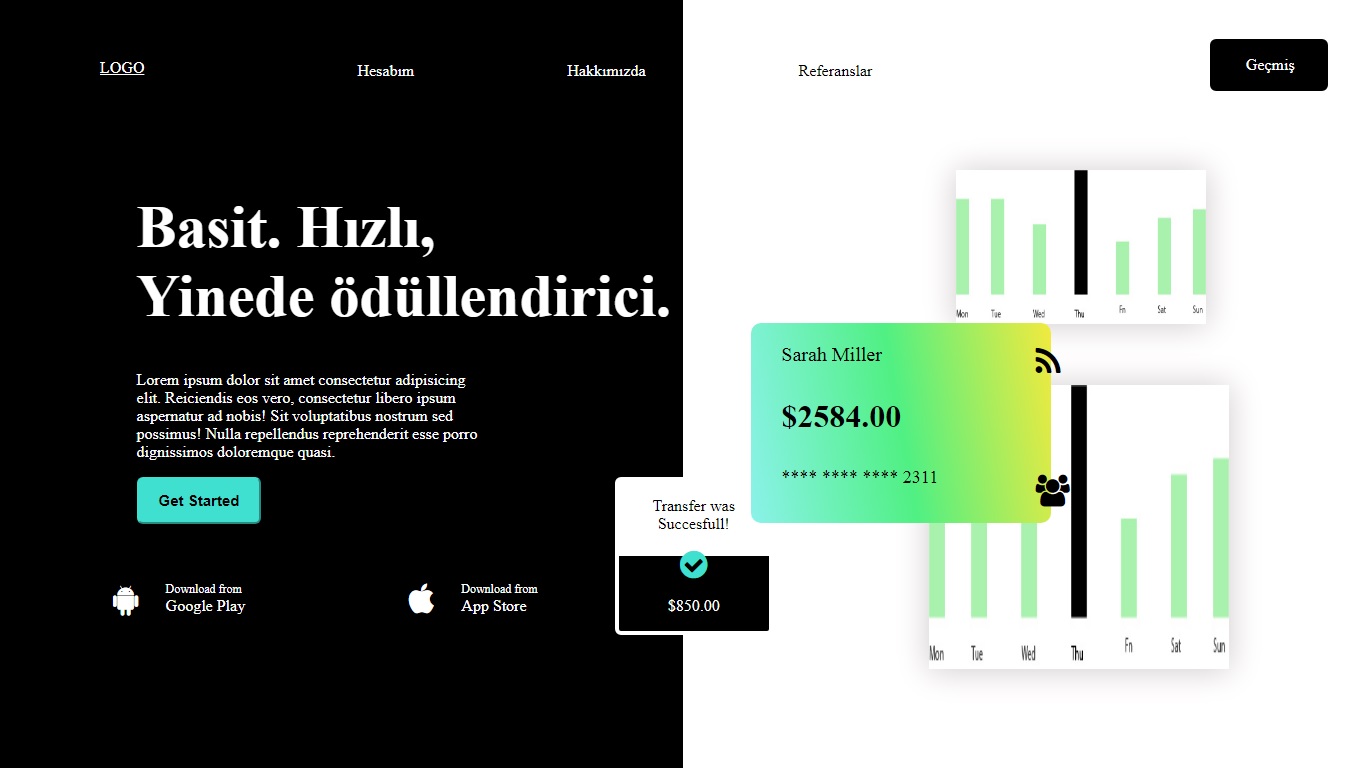 LOGO
Hesabım
Hakkımızda
Referanslar
Geçmiş
Basit. Hızlı,
Yinede ödüllendirici.
Lorem ipsum dolor sit amet consectetur adipisicing
elit. Reiciendis eos vero, consectetur libero ipsum
aspernatur ad nobis! Sit voluptatibus nostrum sed
possimus! Nulla repellendus reprehenderit esse porro
dignissimos doloremque quasi.
Get Started
Download from
Google Play
Download from
App Store
Transfer was
Succesfull!
$850.00
Sarah Miller
$2584.00
**** **** **** 2311
Mon Tue Wed Thu Fri Sat Sun
Mon Tue Wed Thu Fri Sat Sun